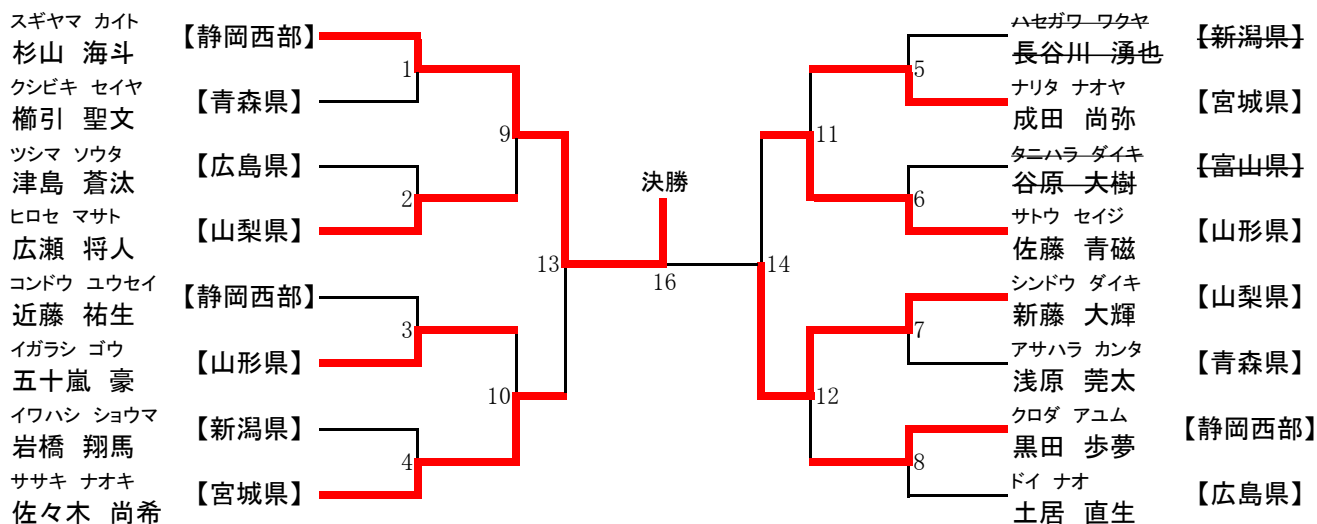 スギヤマ カイト
杉山 海斗 【静岡西部】
クシビキ セイヤ
櫛引 聖文 【青森県】
ツシマ ソウタ
津島 蒼汰 【広島県】
ヒロセ マサト
広瀬 将人 【山梨県】
コンドウ ユウセイ
近藤 祐生 【静岡西部】
イガラシ ゴウ
五十嵐 豪 【山形県】
イワハシ ショウマ
岩橋 翔馬 【新潟県】
ササキ ナオキ
佐々木 尚希 【宮城県】
1
2
3
4
9
10
13
決勝
16
14
11
12
5
6
7
8
ハセガワ ワクヤ
長谷川 湧也 【新潟県】
ナリタ ナオヤ
成田 尚弥 【宮城県】
タニハラ ダイキ
谷原 大樹 【富山県】
サトウ セイジ
佐藤 青磁 【山形県】
シンドウ ダイキ
新藤 大輝 【山梨県】
アサハラ カンタ
浅原 莞太 【青森県】
クロダ アユム
黒田 歩夢 【静岡西部】
ドイ ナオ
土居 直生 【広島県】